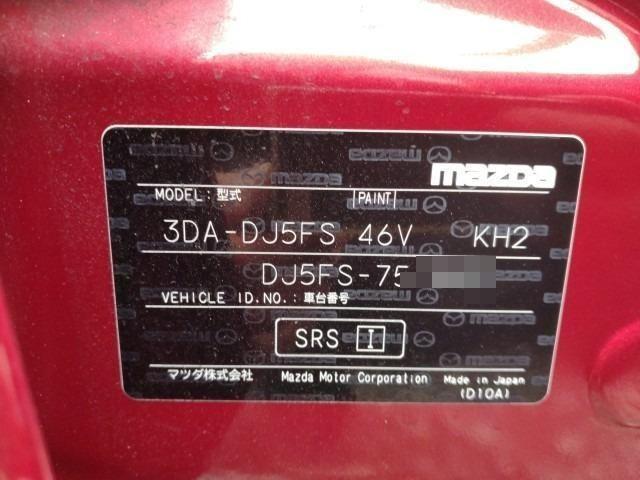 mazda
MODEL:型式 PAINT
3DA-DJ5FS 46V KH2
DJ5FS-75
VEHICLE ID.NO.:車台番号
SRS I
マツダ株式会社 Mazda Motor Corporation Made in Japan
(D10A)